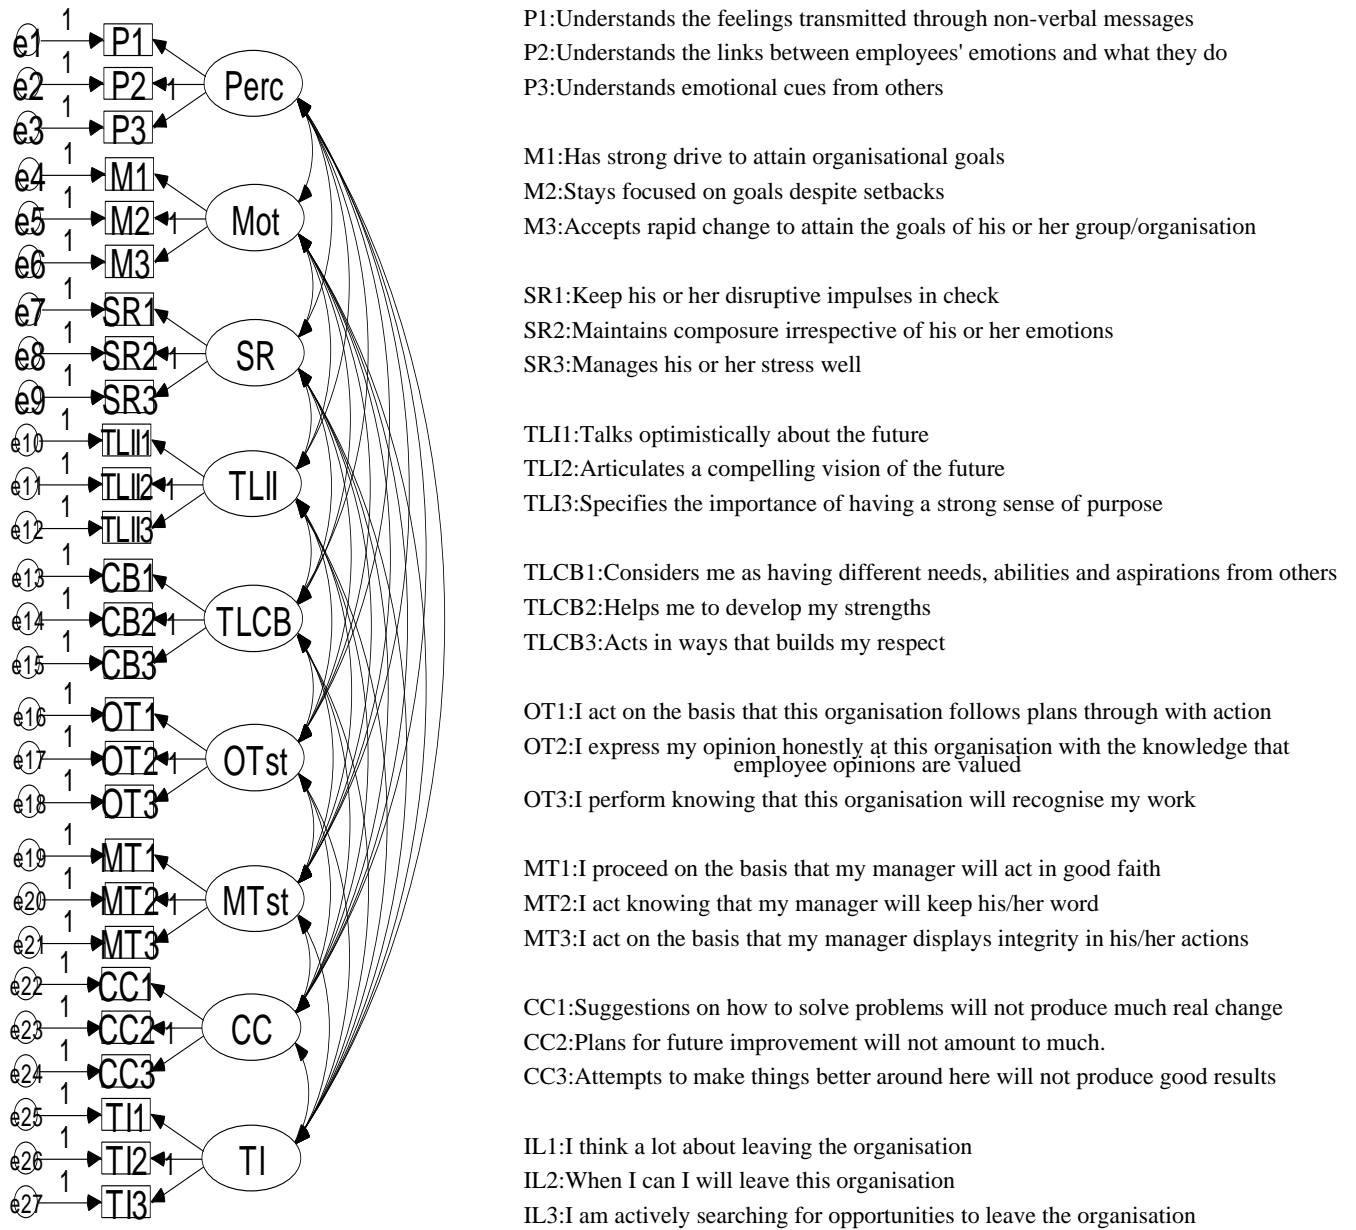 e1 1 P1 P1:Understands the feelings transmitted through non-verbal messages
e2 1 P2 1 Perc P2:Understands the links between employees' emotions and what they do
e3 1 P3 P3:Understands emotional cues from others
e4 1 M1 M1:Has strong drive to attain organisational goals
e5 1 M2 1 Mot M2:Stays focused on goals despite setbacks
e6 1 M3 M3:Accepts rapid change to attain the goals of his or her group/organisation
e7 1 SR1 SR1:Keep his or her disruptive impulses in check
e8 1 SR2 1 SR SR2:Maintains composure irrespective of his or her emotions
e9 1 SR3 SR3:Manages his or her stress well
e10 1 TLII1 TLI1:Talks optimistically about the future
e11 1 TLII2 1 TLII TLI2:Articulates a compelling vision of the future
e12 1 TLII3 TLI3:Specifies the importance of having a strong sense of purpose
e13 1 CB1 TLCB1:Considers me as having different needs, abilities and aspirations from others
e14 1 CB2 1 TLCB TLCB2:Helps me to develop my strengths
e15 1 CB3 TLCB3:Acts in ways that builds my respect
e16 1 OT1 OT1:I act on the basis that this organisation follows plans through with action
e17 1 OT2 1 OTst OT2:I express my opinion honestly at this organisation with the knowledge that
employee opinions are valued
e18 1 OT3 OT3:I perform knowing that this organisation will recognise my work
e19 1 MT1 MT1:I proceed on the basis that my manager will act in good faith
e20 1 MT2 1 MTst MT2:I act knowing that my manager will keep his/her word
e21 1 MT3 MT3:I act on the basis that my manager displays integrity in his/her actions
e22 1 CC1 CC1:Suggestions on how to solve problems will not produce much real change
e23 1 CC2 1 CC CC2:Plans for future improvement will not amount to much.
e24 1 CC3 CC3:Attempts to make things better around here will not produce good results
e25 1 TI1 IL1:I think a lot about leaving the organisation
e26 1 TI2 1 TI IL2:When I can I will leave this organisation
e27 1 TI3 IL3:I am actively searching for opportunities to leave the organisation